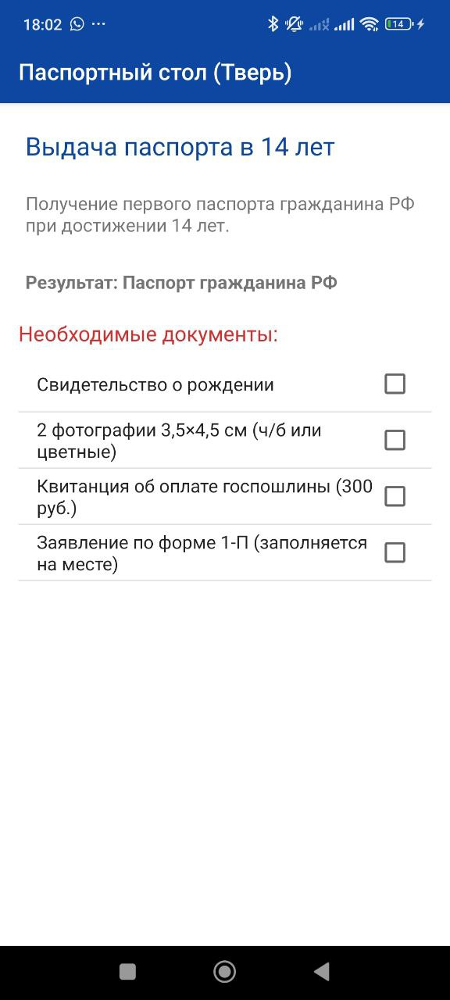 18:02
14
Паспортный стол (Тверь)
Выдача паспорта в 14 лет
Получение первого паспорта гражданина РФ
при достижении 14 лет.
Результат: Паспорт гражданина РФ
Необходимые документы:
Свидетельство о рождении
2 фотографии 3,5×4,5 см (ч/б или
цветные)
Квитанция об оплате госпошлины (300
руб.)
Заявление по форме 1-П (заполняется
на месте)